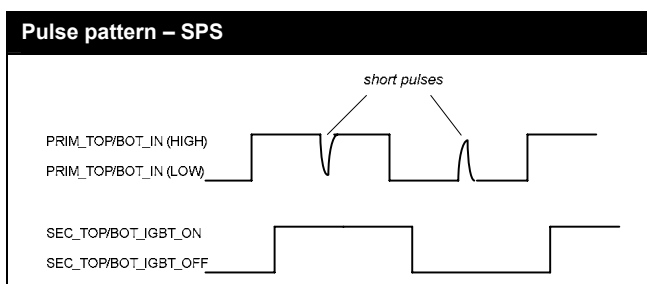 Pulse pattern – SPS
short pulses
PRIM_TOP/BOT_IN (HIGH)
PRIM_TOP/BOT_IN (LOW)
SEC_TOP/BOT_IGBT_ON
SEC_TOP/BOT_IGBT_OFF